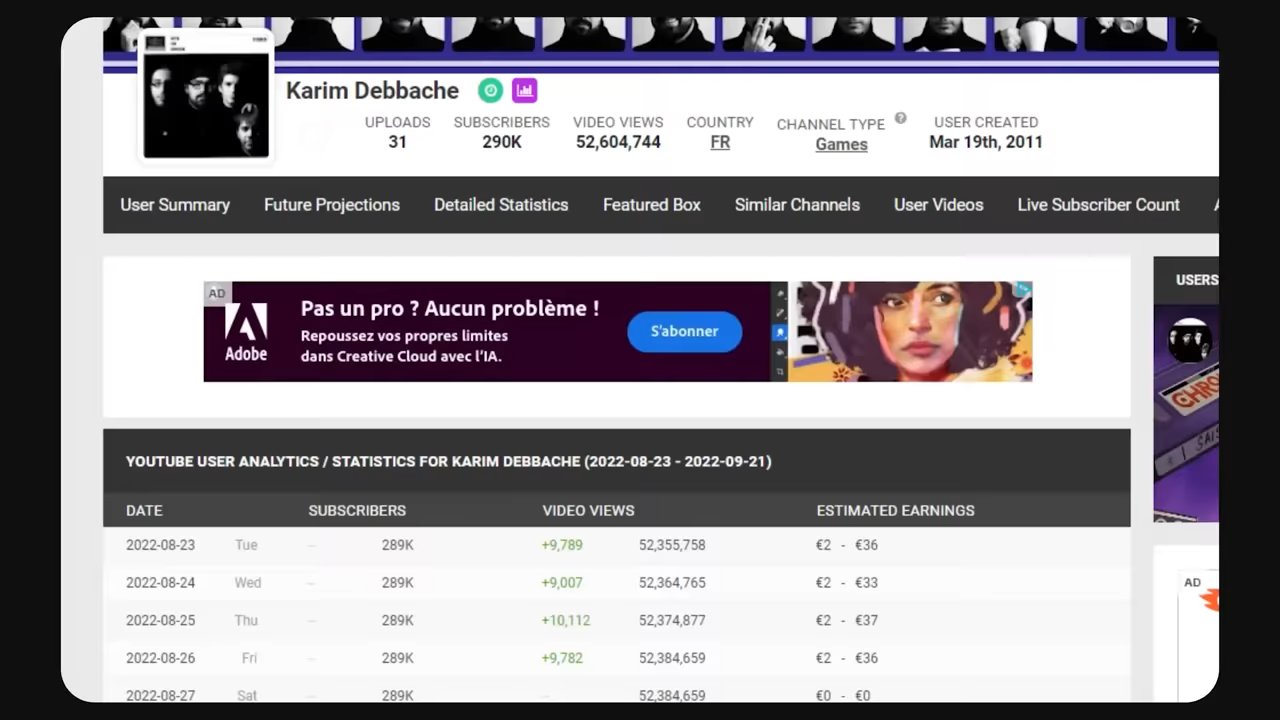 Karim Debbache
UPLOADS SUBSCRIBERS VIDEO VIEWS COUNTRY CHANNEL TYPE USER CREATED
31 290K 52,604,744 FR Games Mar 19th, 2011
User Summary Future Projections Detailed Statistics Featured Box Similar Channels User Videos Live Subscriber Count
USERS
AD
Pas un pro ? Aucun problème !
Repoussez vos propres limites
dans Creative Cloud avec l'IA.
Adobe
S'abonner
CHRO
SAIS
YOUTUBE USER ANALYTICS / STATISTICS FOR KARIM DEBBACHE (2022-08-23 - 2022-09-21)
DATE SUBSCRIBERS VIDEO VIEWS ESTIMATED EARNINGS
2022-08-23 Tue -- 289K +9,789 52,355,758 €2 - €36
2022-08-24 Wed -- 289K +9,007 52,364,765 €2 - €33
2022-08-25 Thu -- 289K +10,112 52,374,877 €2 - €37
2022-08-26 Fri -- 289K +9,782 52,384,659 €2 - €36
2022-08-27 Sat -- 289K -- 52,384,659 €0 - €0
AD